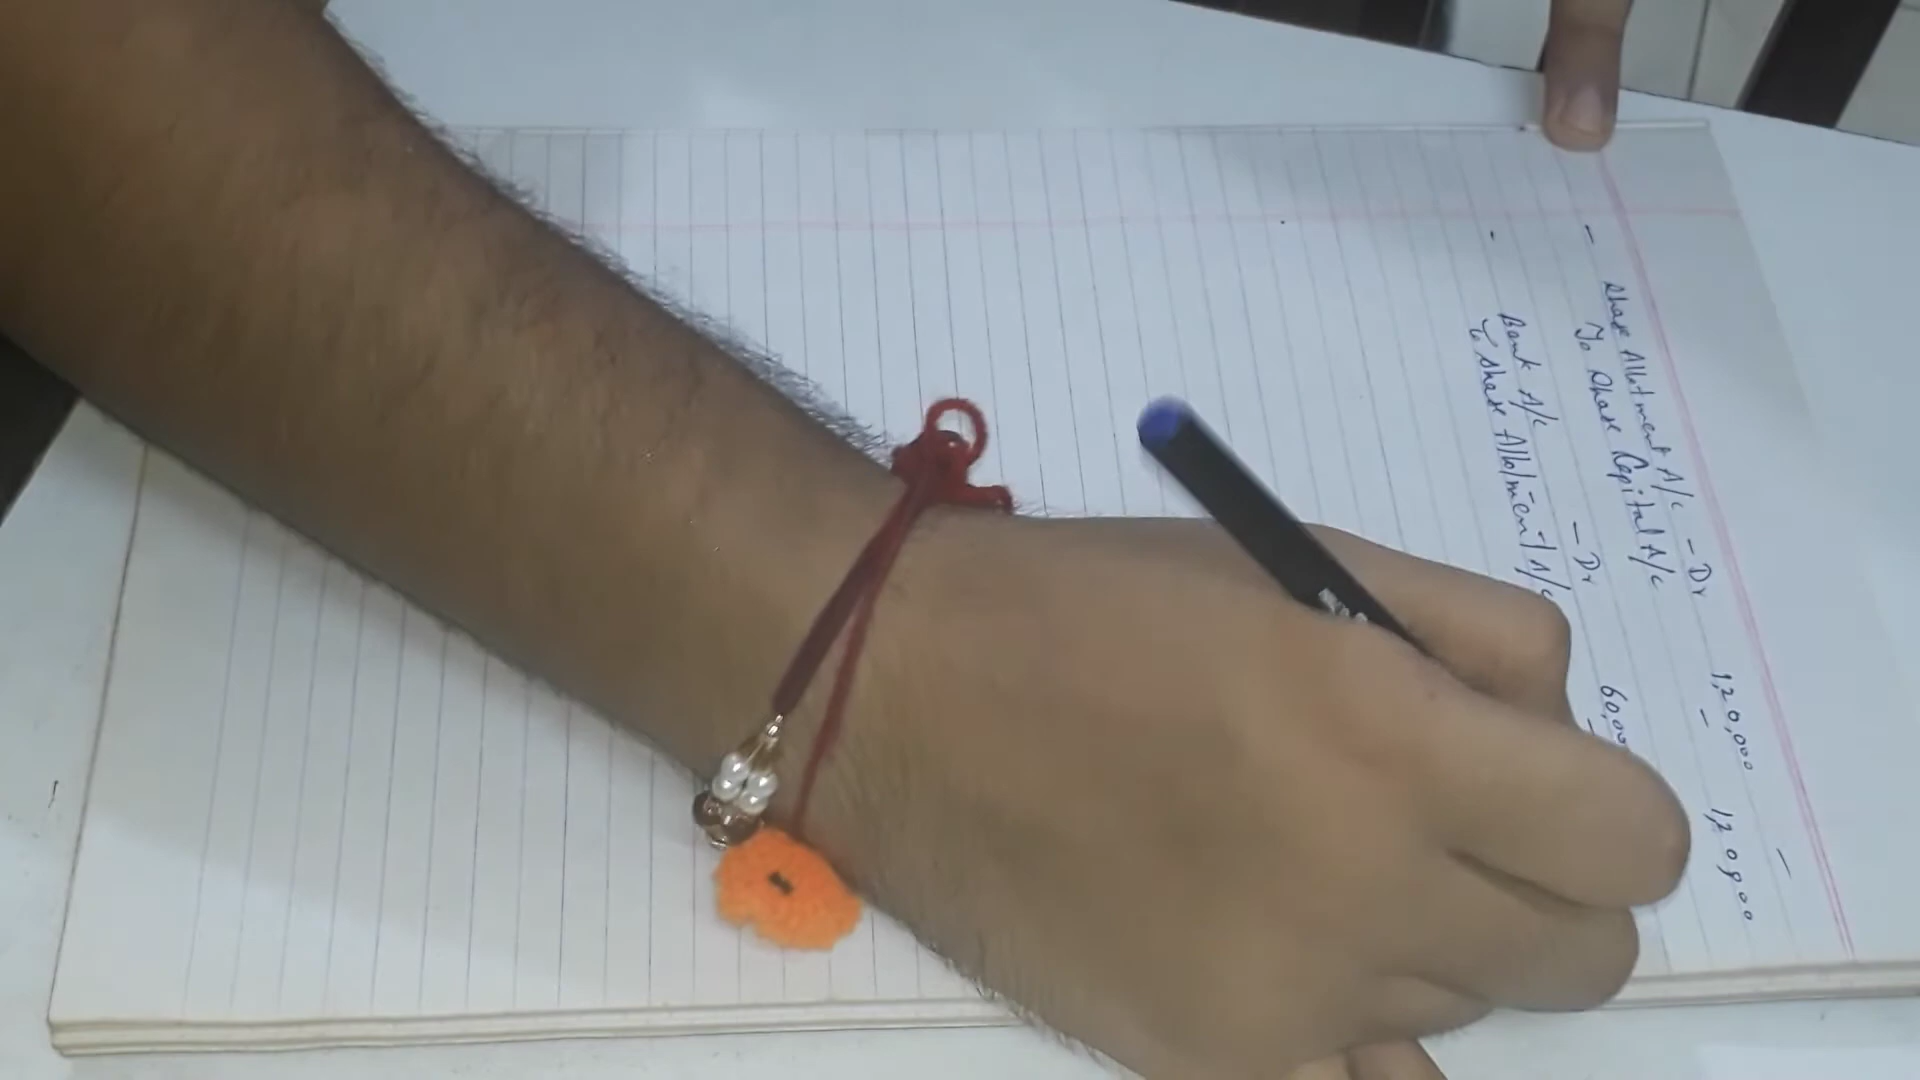 - Share Allotment A/c - Dr 1,20,000
To Share Capital A/c 1,20,000
Bank A/c - Dr 60,000
To Share Allotment A/c